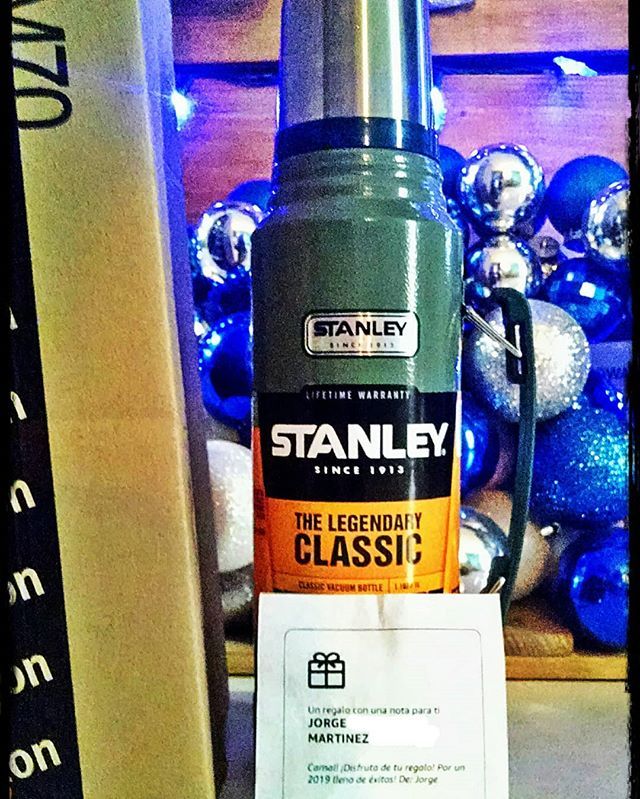 STANLEY
SINCE 1913
LIFETIME WARRANTY
STANLEY
SINCE 1913
THE LEGENDARY
CLASSIC
CLASSIC VACUUM BOTTLE
Un regalo con una nota para ti
JORGE
MARTINEZ
Carnal! ¡Disfruta de tu regalo! Por un
2019 lleno de éxitos! De: Jorge
on
on
on
on